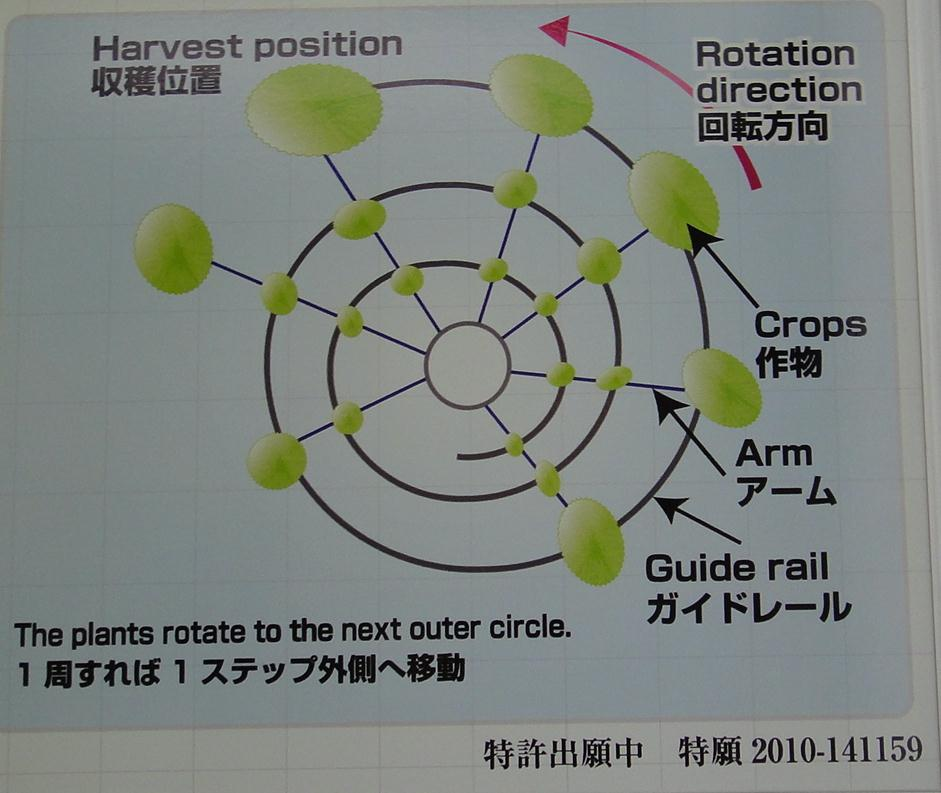 Harvest position
収穫位置
Rotation
direction
回転方向
Crops
作物
Arm
アーム
Guide rail
ガイドレール
The plants rotate to the next outer circle.
1 周すれば 1 ステップ外側へ移動
特許出願中　特願 2010-141159